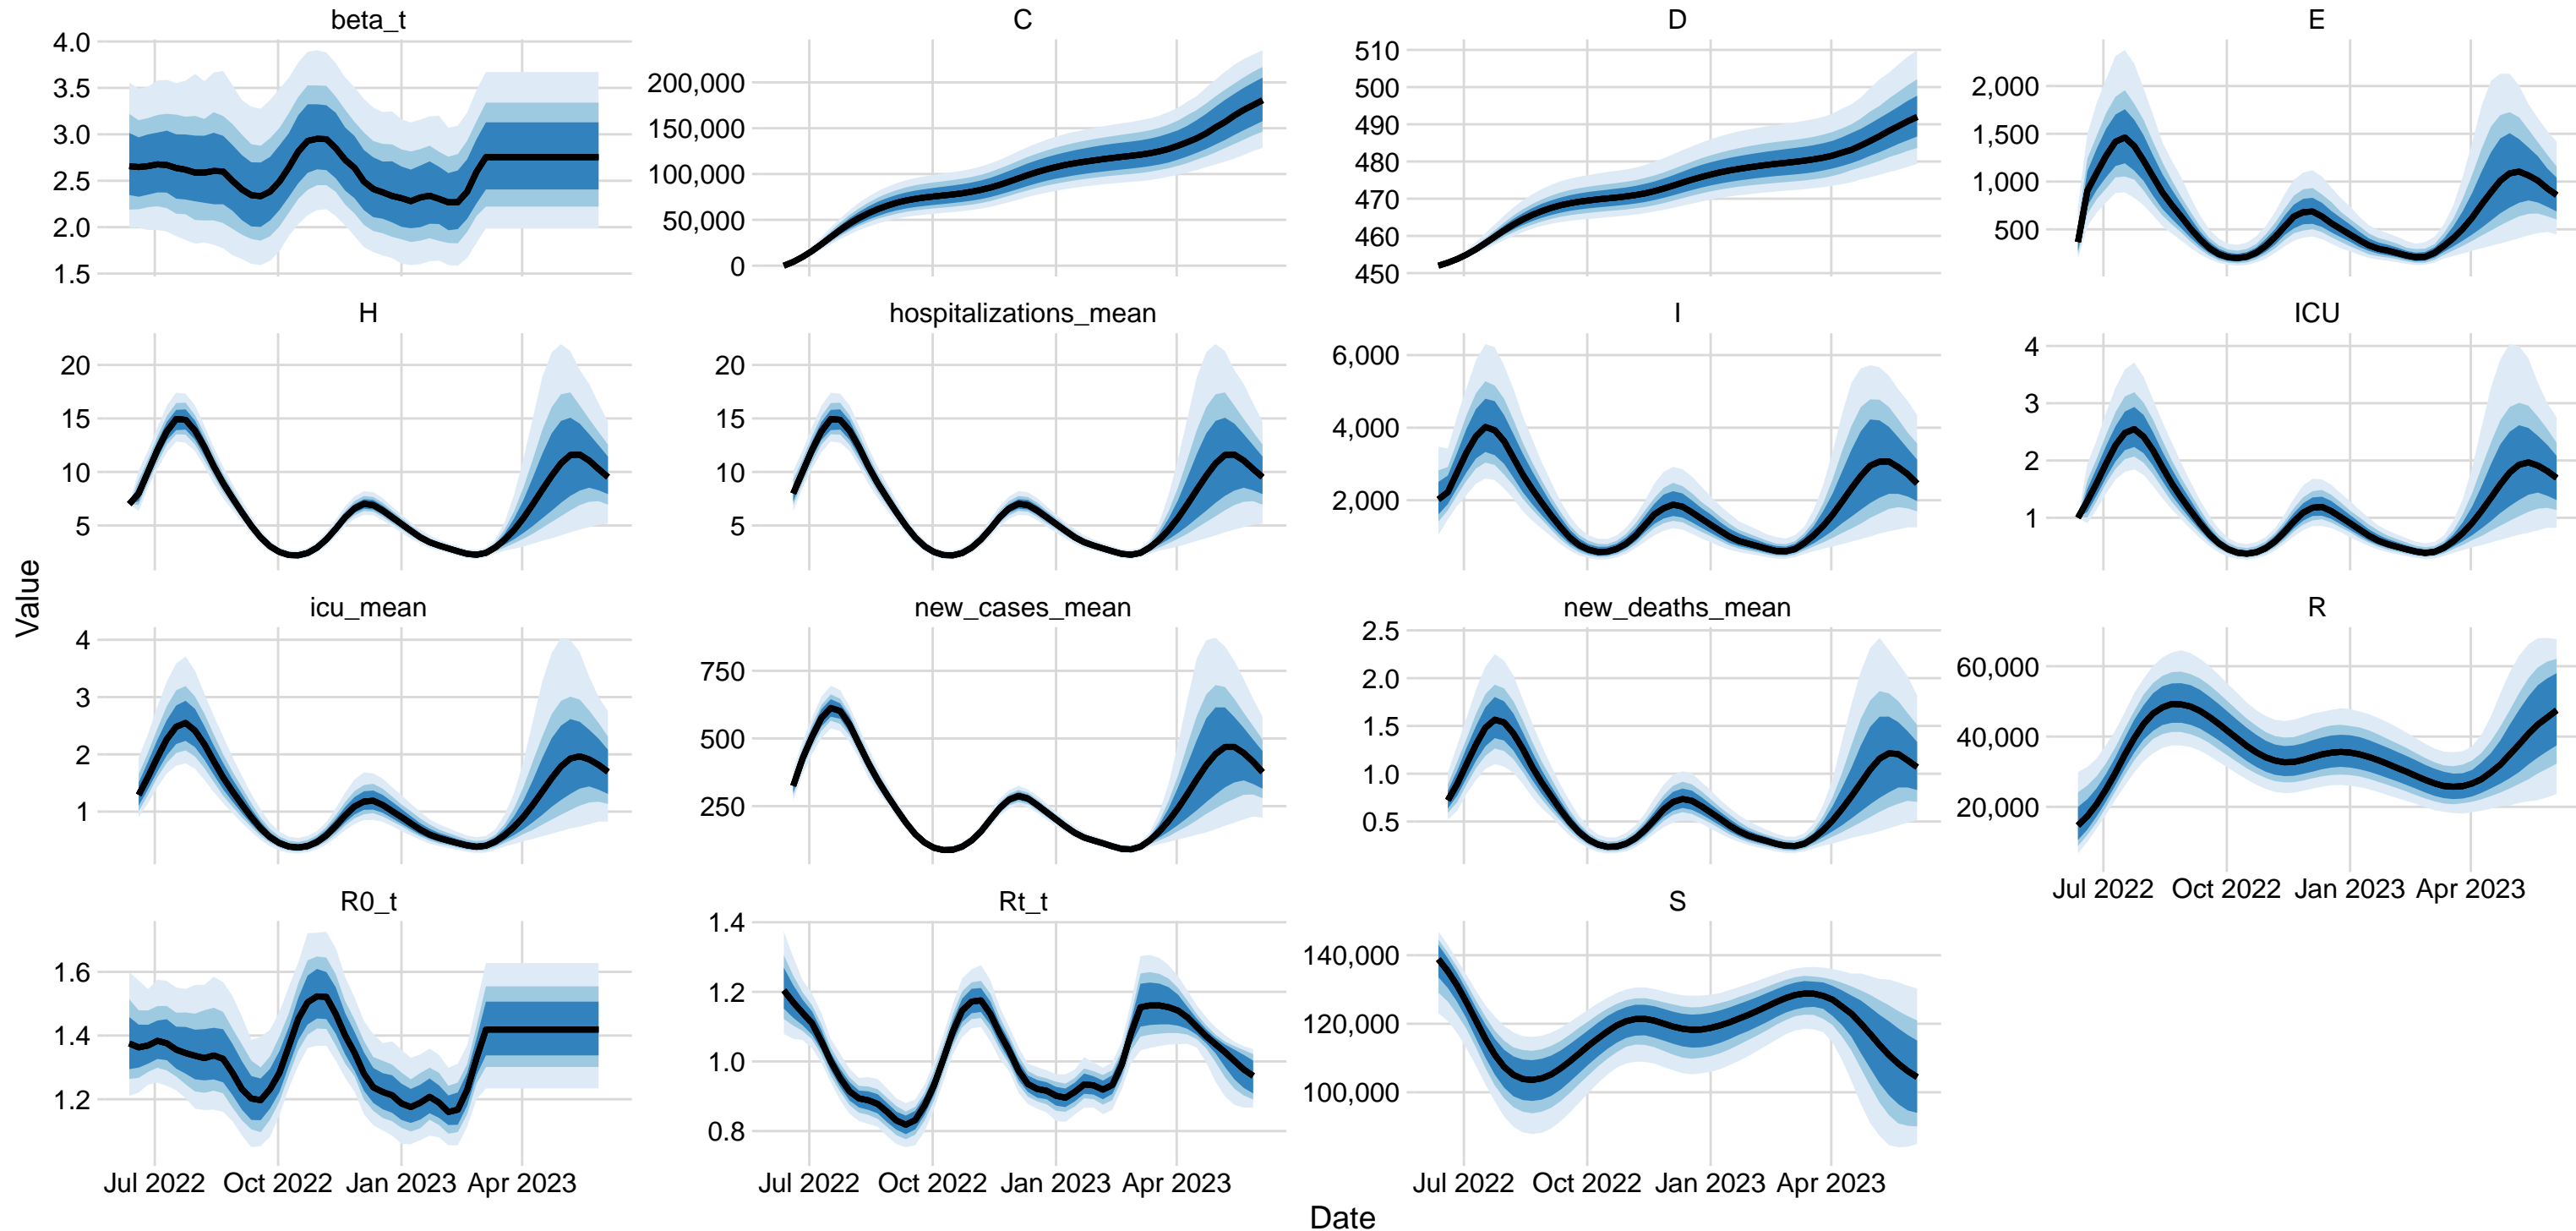 beta_t
C
D
E
4.0
3.5
3.0
2.5
2.0
1.5
200,000
150,000
100,000
50,000
0
510
500
490
480
470
460
450
2,000
1,500
1,000
500
H
hospitalizations_mean
I
ICU
20
15
10
5
20
15
10
5
6,000
4,000
2,000
4
3
2
1
Value
icu_mean
new_cases_mean
new_deaths_mean
R
4
3
2
1
750
500
250
2.5
2.0
1.5
1.0
0.5
60,000
40,000
20,000
Jul 2022 Oct 2022 Jan 2023 Apr 2023
R0_t
Rt_t
S
1.6
1.4
1.2
1.4
1.2
1.0
0.8
140,000
120,000
100,000
Jul 2022 Oct 2022 Jan 2023 Apr 2023
Jul 2022 Oct 2022 Jan 2023 Apr 2023
Jul 2022 Oct 2022 Jan 2023 Apr 2023
Date